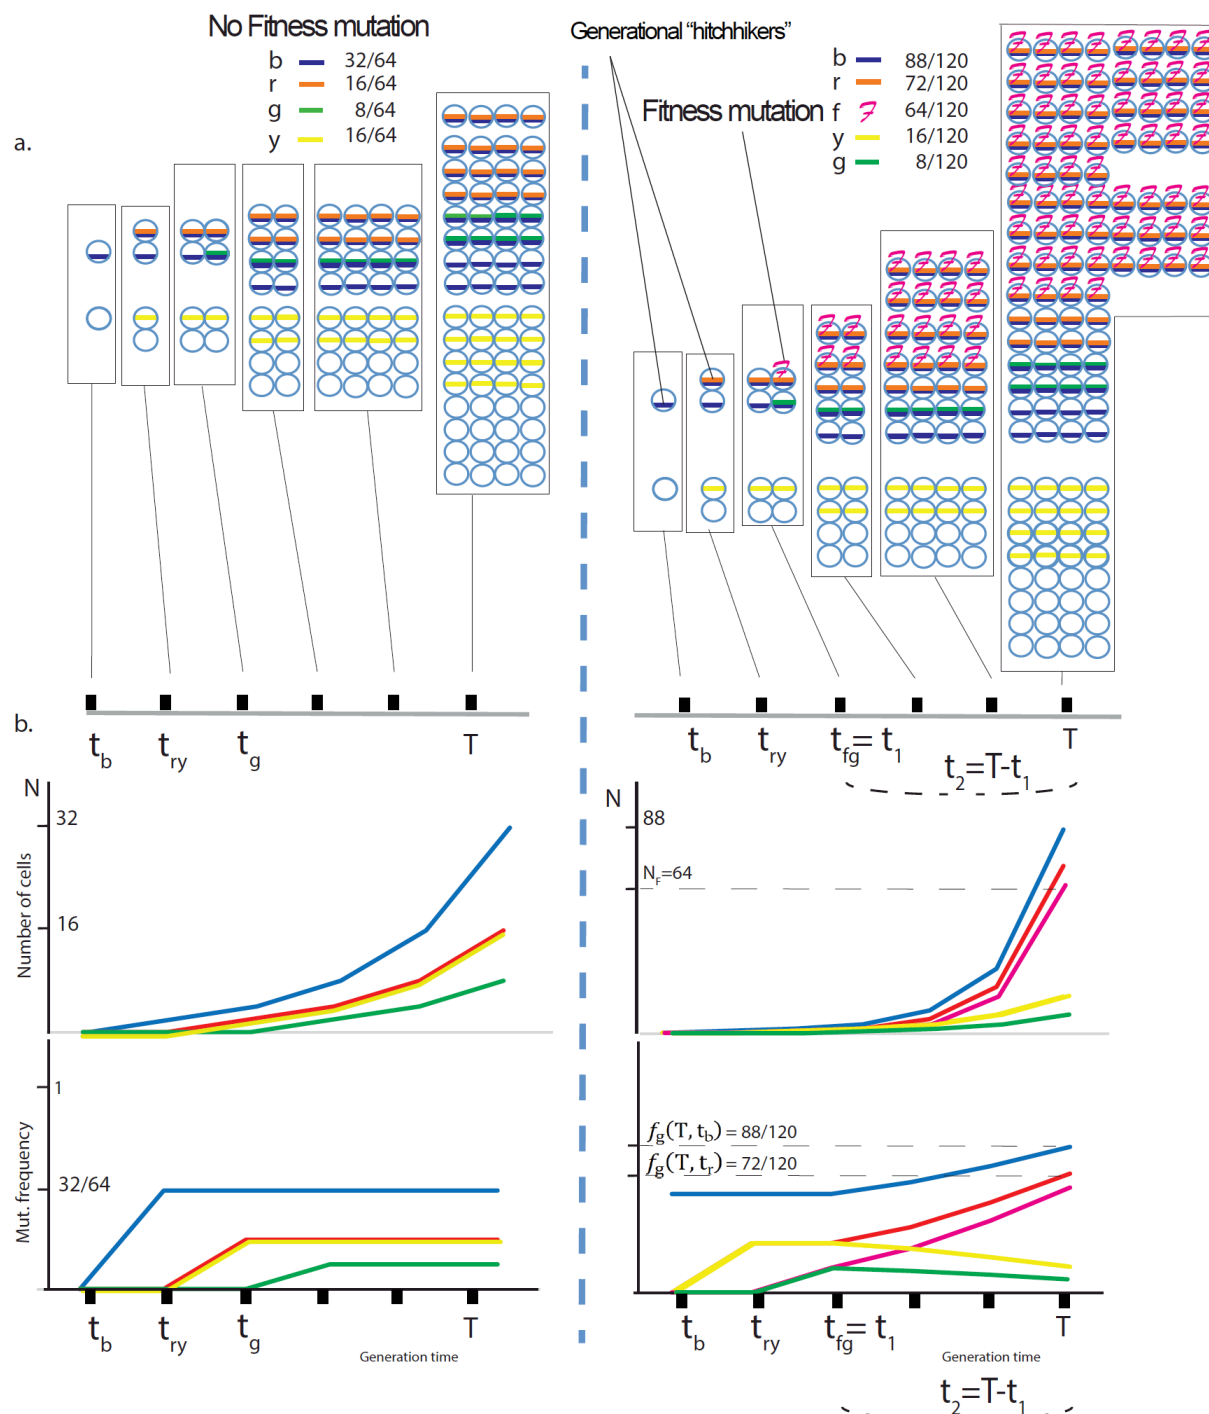 No Fitness mutation
b 32/64
r 16/64
g 8/64
y 16/64
a.
Generational “hitchhikers”
Fitness mutation
b 88/120
r 72/120
f F 64/120
y 16/120
g 8/120
t_b t_ry t_g T
t_b t_ry t_fg= t_1 T
t_2=T-t_1
b.
N
32
16
Number of cells
N
88
N_F=64
1
32/64
Mut. frequency
f_g(T, t_b) = 88/120
f_g(T, t_r) = 72/120
t_b t_ry t_g T
Generation time
t_b t_ry t_fg= t_1 T
Generation time
t_2=T-t_1